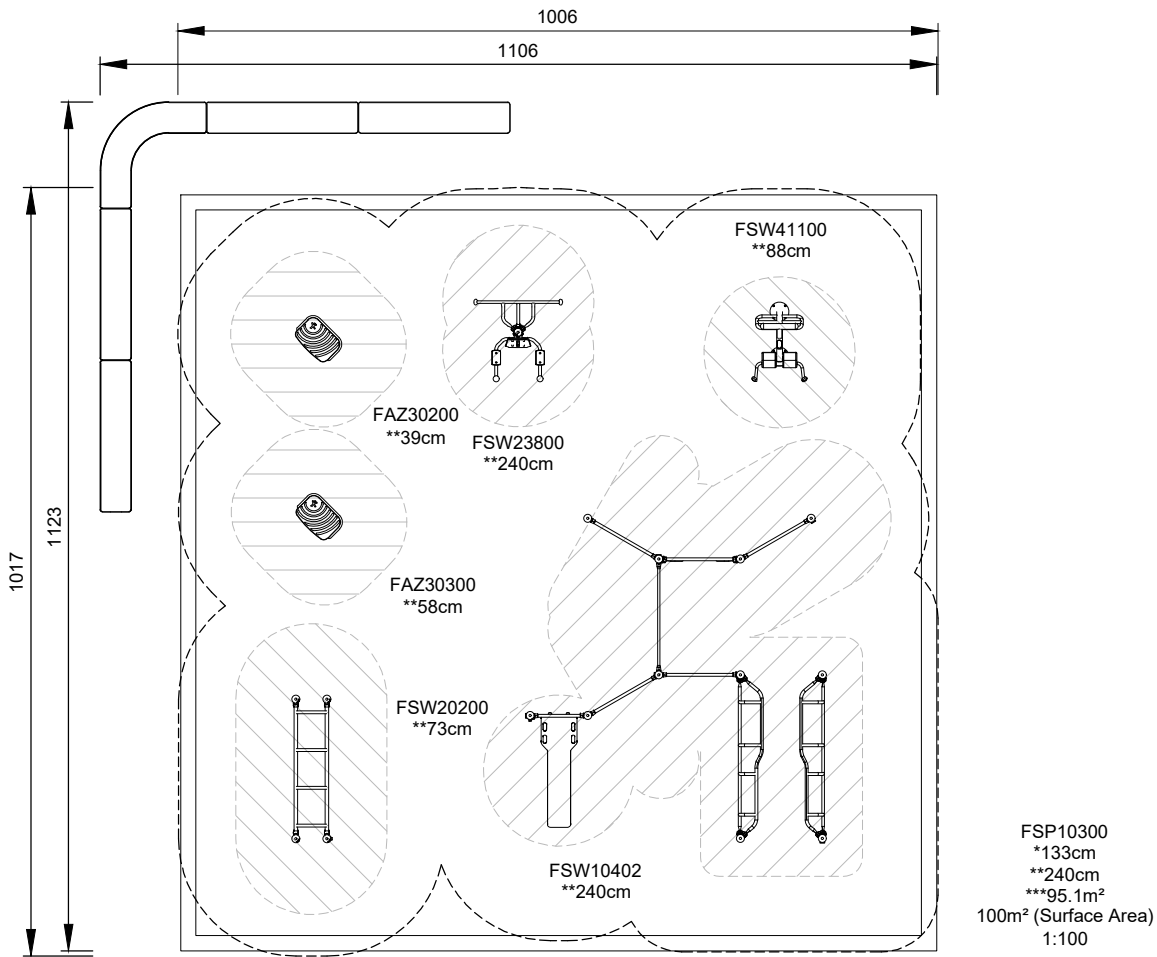 1006
1106
FSW41100
**88cm
FAZ30200
**39cm
FSW23800
**240cm
1123
1017
FAZ30300
**58cm
FSW20200
**73cm
FSW10402
**240cm
FSP10300
*133cm
**240cm
***95.1m²
100m² (Surface Area)
1:100